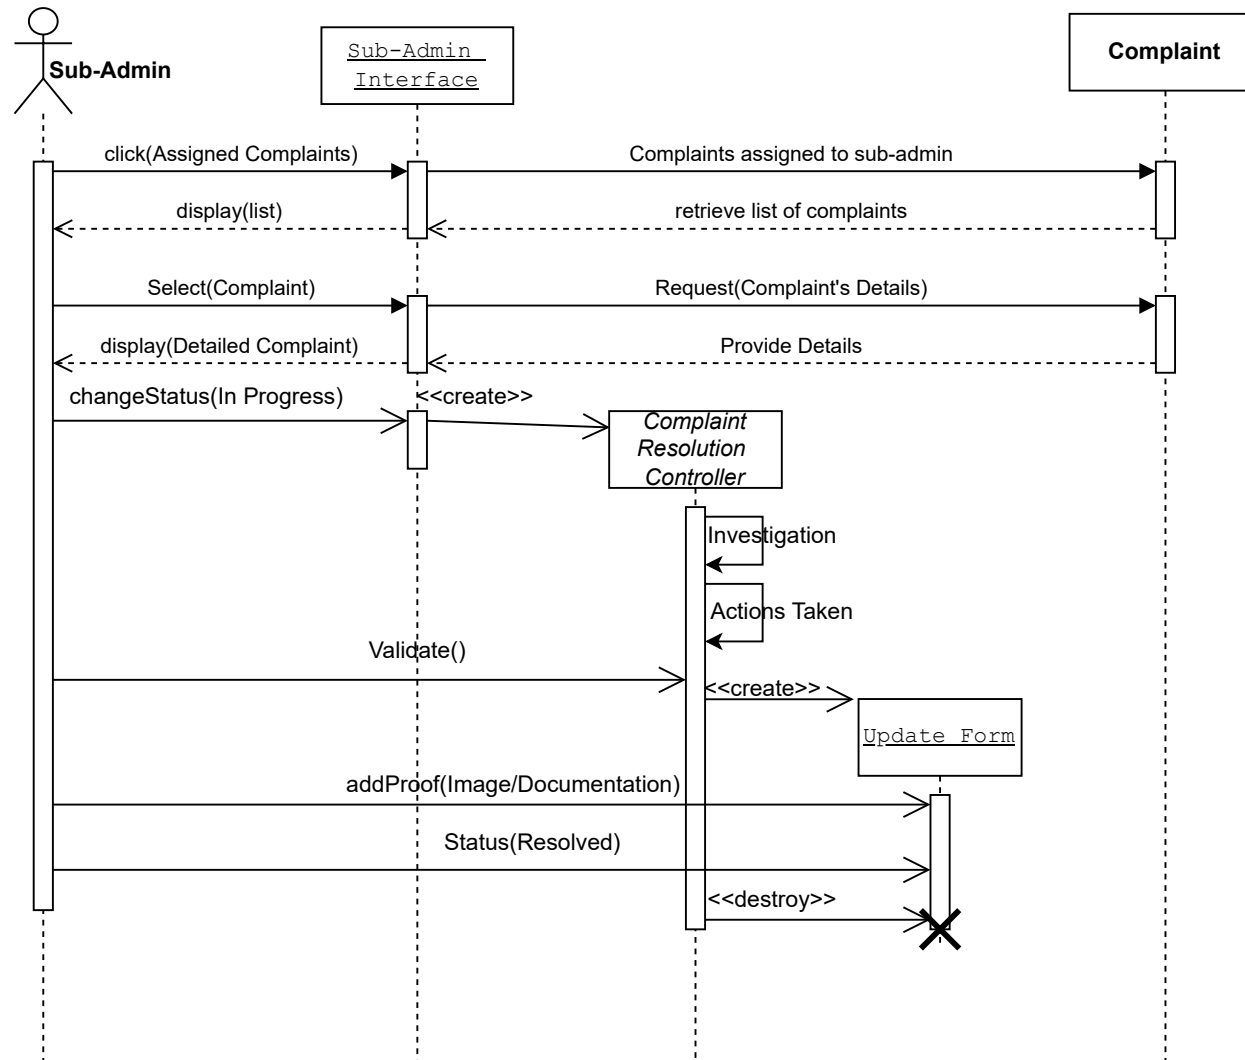 Sub-Admin
Sub-Admin
Interface
Complaint
click(Assigned Complaints)
Complaints assigned to sub-admin
display(list)
retrieve list of complaints
Select(Complaint)
Request(Complaint's Details)
display(Detailed Complaint)
Provide Details
changeStatus(In Progress)
<<create>>
Complaint
Resolution
Controller
Investigation
Actions Taken
Validate()
<<create>>
Update Form
addProof(Image/Documentation)
Status(Resolved)
<<destroy>>